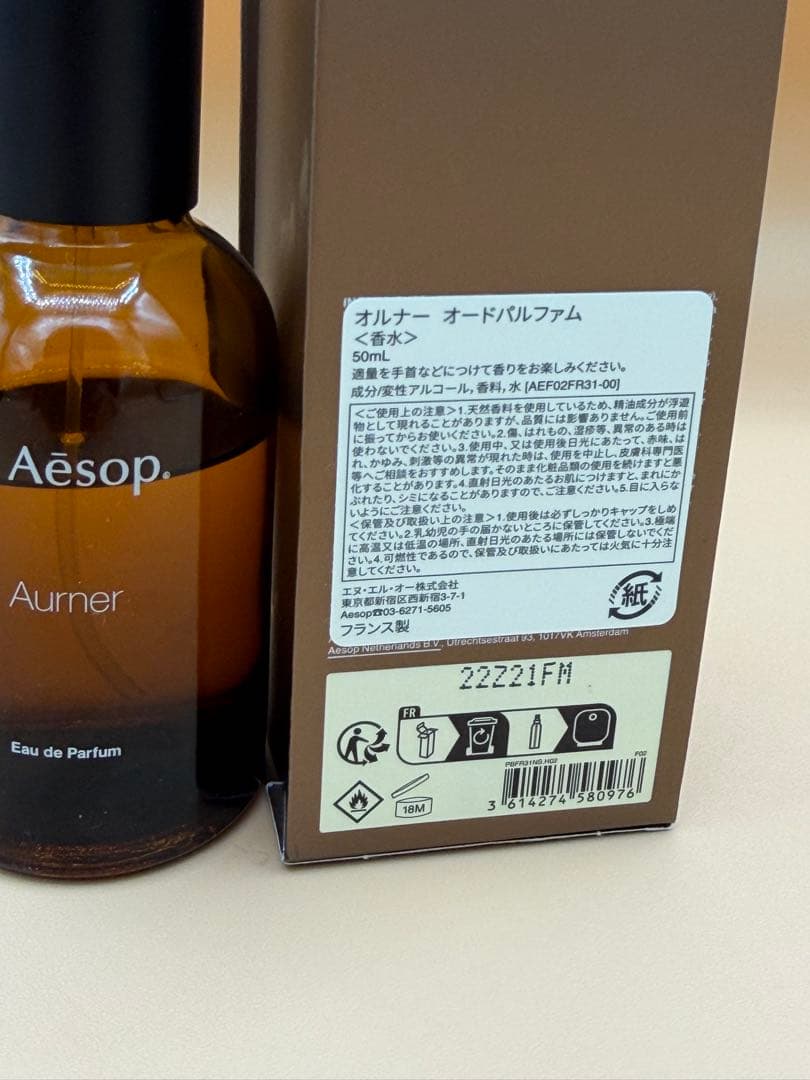 Aēsop.
Aurner
Eau de Parfum
オルナー オードパルファム
＜香水＞
50mL
適量を手首などにつけて香りをお楽しみください。
成分/変性アルコール, 香料, 水 [AEF02FR31-00]
＜ご使用上の注意＞1.天然香料を使用しているため、精油成分が浮遊
物として現れることがありますが、品質には影響ありません。ご使用前
に振ってからお使いください。2.傷、はれもの、湿疹等、異常のある時は
使わないでください。3.使用中、又は使用後日光にあたって、赤味、は
れ、かゆみ、刺激等の異常が現れた時は、使用を中止し、皮膚科専門医
等へご相談をおすすめします。そのまま化粧品類の使用を続けますと悪
化することがあります。4.直射日光のあたるお肌につけますと、まれにか
ぶれたり、シミになることがありますので、ご注意ください。5.目に入らな
いようにご注意ください。
＜保管及び取扱い上の注意＞1.使用後は必ずしっかりキャップをしめ
てください。2.乳幼児の手の届かないところに保管してください。3.極端
に高温又は低温の場所、直射日光のあたる場所には保管しないでくだ
さい。4.可燃性であるので、保管及び取扱いにあたっては火気に十分注
意してください。
エヌ・エル・オー株式会社
東京都新宿区西新宿3-7-1
Aesop☎03-6271-5605
フランス製
紙
Aesop Netherlands B.V., Utrechtsestraat 93, 1017VK Amsterdam
22Z21FM
FR
PBFR31NS.H02
F02
18M
3 614274 580976